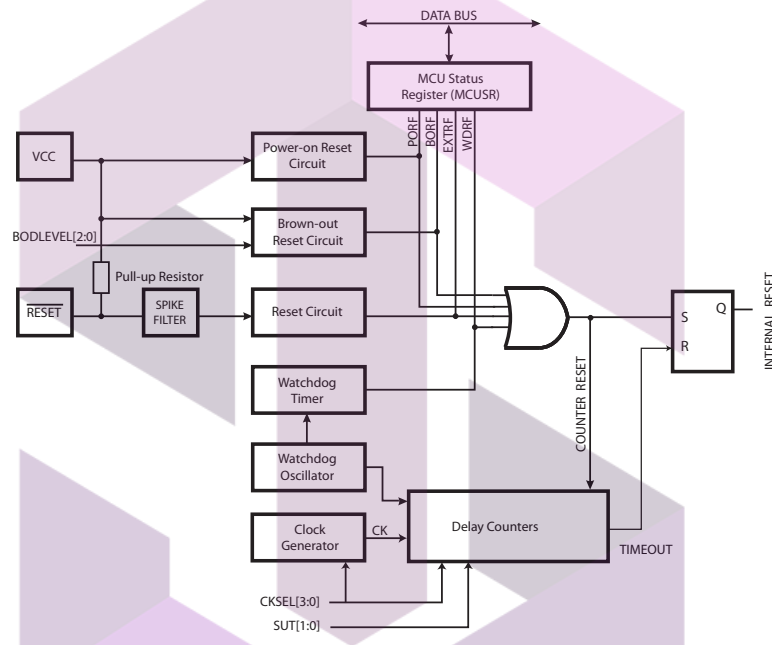 DATA BUS
MCU Status
Register (MCUSR)
PORF
BORF
EXTRF
WDRF
VCC
Power-on Reset
Circuit
Brown-out
Reset Circuit
BODLEVEL[2:0]
Pull-up Resistor
RESET
SPIKE
FILTER
Reset Circuit
S
Q
R
INTERNAL RESET
Watchdog
Timer
COUNTER RESET
Watchdog
Oscillator
Clock
Generator
CK
Delay Counters
TIMEOUT
CKSEL[3:0]
SUT[1:0]